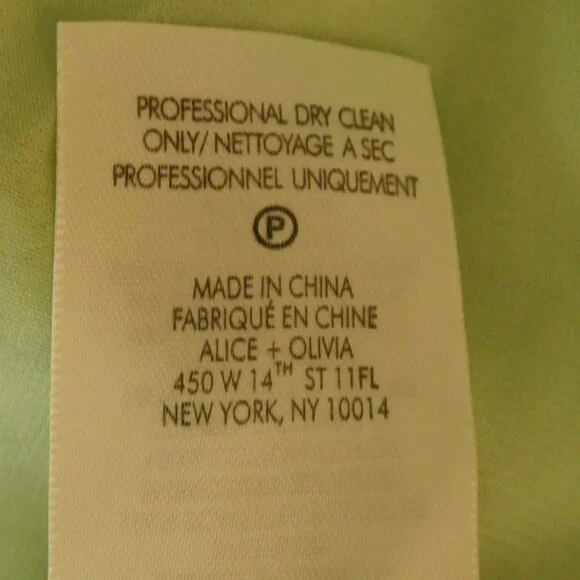 PROFESSIONAL DRY CLEAN
ONLY/ NETTOYAGE A SEC
PROFESSIONNEL UNIQUEMENT
P
MADE IN CHINA
FABRIQUÉ EN CHINE
ALICE + OLIVIA
450 W 14TH ST 11FL
NEW YORK, NY 10014